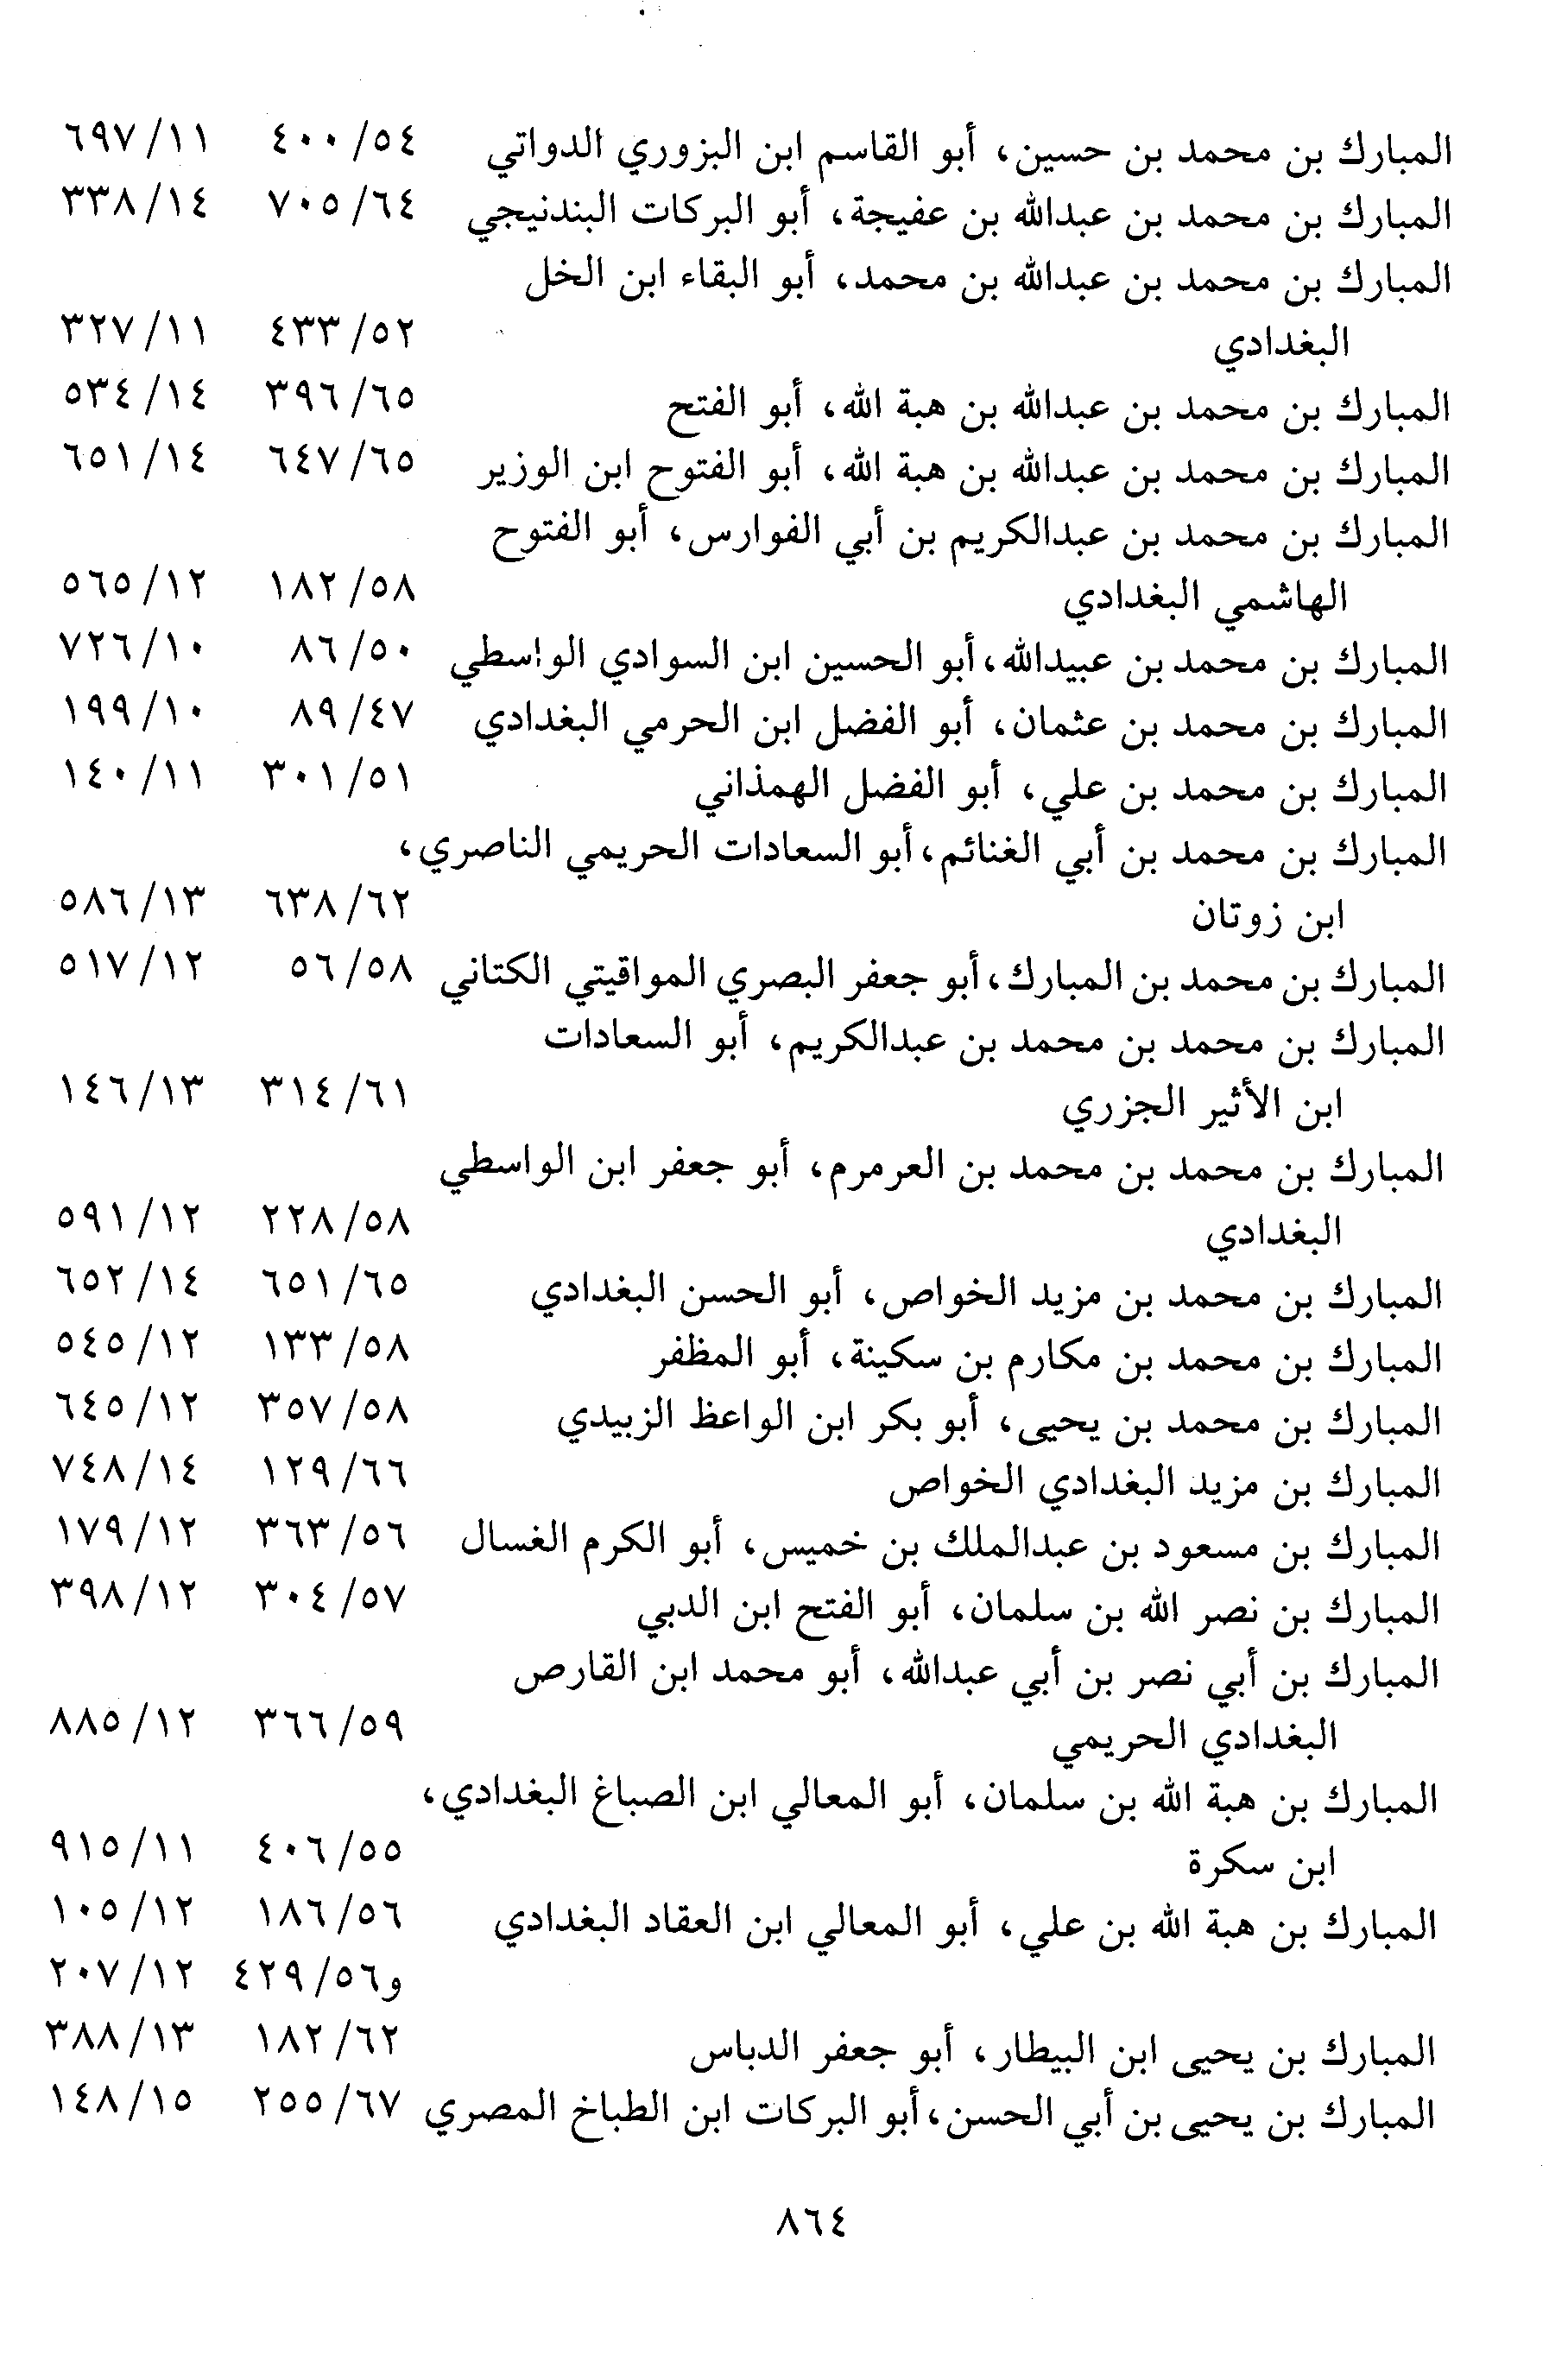 المبارك بن محمد بن حسين، أبو القاسم ابن البزوري الدواتي ٥٤/ ٤٠٠ ١١/ ٦٩٧
المبارك بن محمد بن عبدالله بن عفيجة، أبو البركات البندنيجي ٦٤/ ٧٠٥ ١٤/ ٣٣٨
المبارك بن محمد بن عبدالله بن محمد، أبو البقاء ابن الخل
البغدادي ٥٢/ ٤٣٣ ١١/ ٣٢٧
المبارك بن محمد بن عبدالله بن هبة الله، أبو الفتح ٦٥/ ٣٩٦ ١٤/ ٥٣٤
المبارك بن محمد بن عبدالله بن هبة الله، أبو الفتوح ابن الوزير ٦٥/ ٦٤٧ ١٤/ ٦٥١
المبارك بن محمد بن عبدالكريم بن أبي الفوارس، أبو الفتوح
الهاشمي البغدادي ٥٨/ ١٨٢ ١٢/ ٥٦٥
المبارك بن محمد بن عبيدالله، أبو الحسين ابن السوادي الواسطي ٥٠/ ٨٦ ١٠/ ٧٢٦
المبارك بن محمد بن عثمان، أبو الفضل ابن الحرمي البغدادي ٤٧/ ٨٩ ١٠/ ١٩٩
المبارك بن محمد بن علي، أبو الفضل الهمذاني ٥١/ ٣٠١ ١١/ ١٤٠
المبارك بن محمد بن أبي الغنائم، أبو السعادات الحريمي الناصري،
ابن زوتان ٦٢/ ٦٣٨ ١٣/ ٥٨٦
المبارك بن محمد بن المبارك، أبو جعفر البصري المواقيتي الكتاني ٥٨/ ٥٦ ١٢/ ٥١٧
المبارك بن محمد بن محمد بن عبدالكريم، أبو السعادات
ابن الأثير الجزري ٦١/ ٣١٤ ١٣/ ١٤٦
المبارك بن محمد بن محمد بن العرمرم، أبو جعفر ابن الواسطي
البغدادي ٥٨/ ٢٢٨ ١٢/ ٥٩١
المبارك بن محمد بن مزيد الخواص، أبو الحسن البغدادي ٦٥/ ٦٥١ ١٤/ ٦٥٢
المبارك بن محمد بن مكارم بن سكينة، أبو المظفر ٥٨/ ١٣٣ ١٢/ ٥٤٥
المبارك بن محمد بن يحيى، أبو بكر ابن الواعظ الزبيدي ٥٨/ ٣٥٧ ١٢/ ٦٤٥
المبارك بن مزيد البغدادي الخواص ٦٦/ ١٢٩ ١٤/ ٧٤٨
المبارك بن مسعود بن عبدالملك بن خميس، أبو الكرم الغسال ٥٦/ ٣٦٣ ١٢/ ١٧٩
المبارك بن نصر الله بن سلمان، أبو الفتح ابن الدبي ٥٧/ ٣٠٤ ١٢/ ٣٩٨
المبارك بن أبي نصر بن أبي عبدالله، أبو محمد ابن القارص
البغدادي الحريمي ٥٩/ ٣٦٦ ١٢/ ٨٨٥
المبارك بن هبة الله بن سلمان، أبو المعالي ابن الصباغ البغدادي،
ابن سكرة ٥٥/ ٤٠٦ ١١/ ٩١٥
المبارك بن هبة الله بن علي، أبو المعالي ابن العقاد البغدادي ٥٦/ ١٨٦ ١٢/ ١٠٥
و٥٦/ ٤٢٩ ١٢/ ٢٠٧
المبارك بن يحيى ابن البيطار، أبو جعفر الدباس ٦٢/ ١٨٢ ١٣/ ٣٨٨
المبارك بن يحيى بن أبي الحسن، أبو البركات ابن الطباخ المصري ٦٧/ ٢٥٥ ١٥/ ١٤٨
٨٦٤